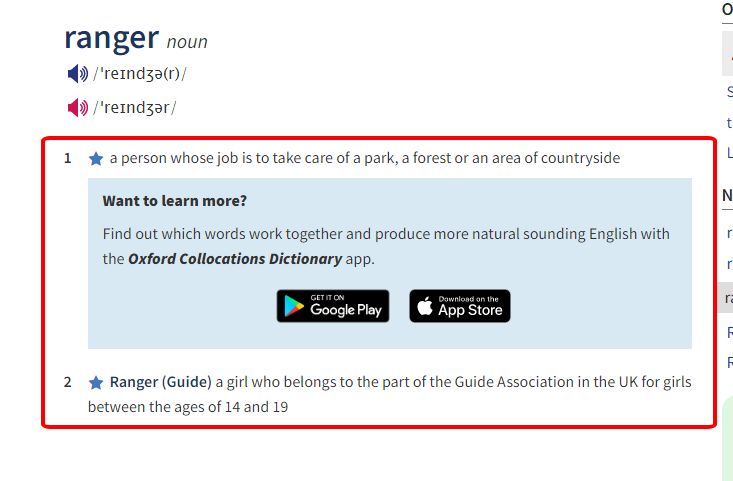 ranger noun
/ˈreɪndʒə(r)/
/ˈreɪndʒər/
1 ★ a person whose job is to take care of a park, a forest or an area of countryside
Want to learn more?
Find out which words work together and produce more natural sounding English with
the Oxford Collocations Dictionary app.
GET IT ON
Google Play
Download on the
App Store
2 ★ Ranger (Guide) a girl who belongs to the part of the Guide Association in the UK for girls
between the ages of 14 and 19